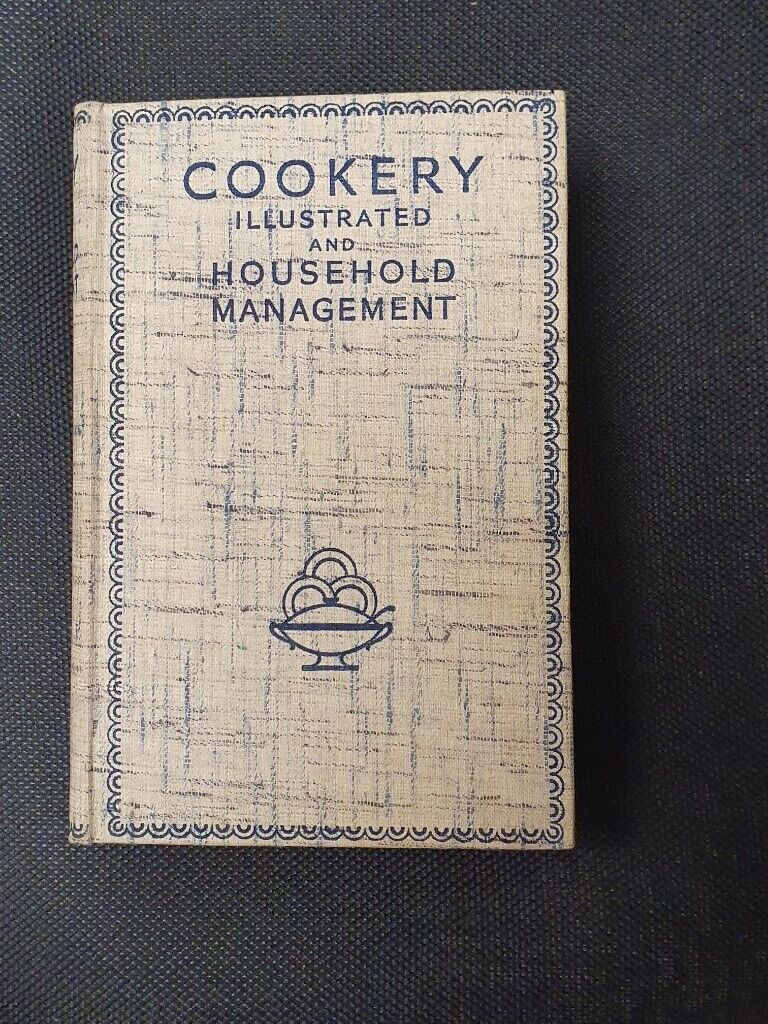 COOKERY
ILLUSTRATED
AND
HOUSEHOLD
MANAGEMENT